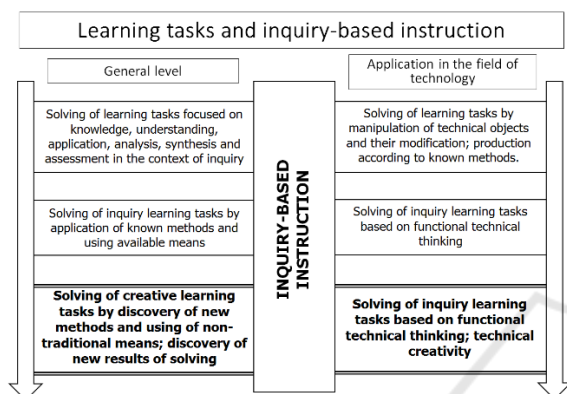 Learning tasks and inquiry-based instruction
General level
Application in the field of
technology
Solving of learning tasks focused on
knowledge, understanding,
application, analysis, synthesis and
assessment in the context of inquiry
Solving of learning tasks by
manipulation of technical objects
and their modification; production
according to known methods.
INQUIRY-BASED
INSTRUCTION
Solving of inquiry learning tasks by
application of known methods and
using available means
Solving of inquiry learning tasks
based on functional technical
thinking
Solving of creative learning
tasks by discovery of new
methods and using of non-
traditional means; discovery
of new results of solving
Solving of inquiry learning
tasks based on functional
technical thinking; technical
creativity